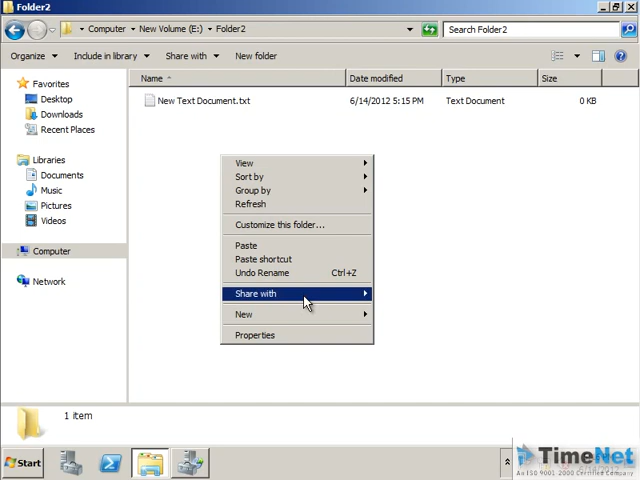 Folder2
Computer
New Volume (E:)
Folder2
Search Folder2
Organize
Include in library
Share with
New folder
Name
Date modified
Type
Size
New Text Document.txt
6/14/2012 5:15 PM
Text Document
0 KB
Favorites
Desktop
Downloads
Recent Places
Libraries
Documents
Music
Pictures
Videos
Computer
Network
View
Sort by
Group by
Refresh
Customize this folder...
Paste
Paste shortcut
Undo Rename Ctrl+Z
Share with
New
Properties
1 item
Start
TimeNet
An ISO 9001-2000 Certified Company